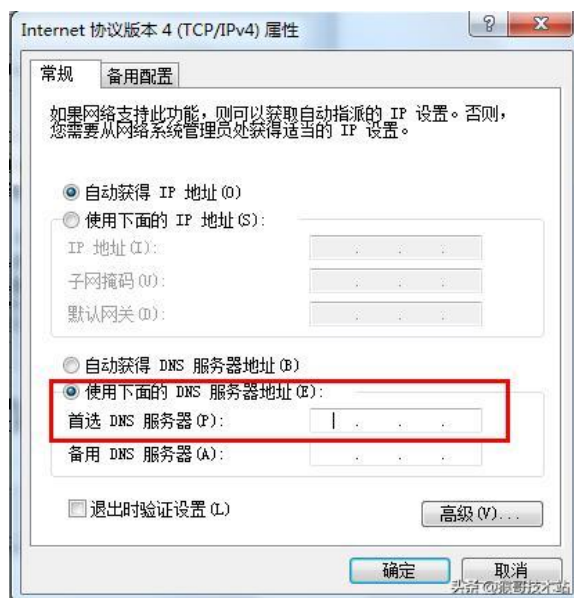 Internet 协议版本 4 (TCP/IPv4) 属性
常规
备用配置
如果网络支持此功能，则可以获取自动指派的 IP 设置。否则，
您需要从网络系统管理员处获得适当的 IP 设置。
自动获得 IP 地址(O)
使用下面的 IP 地址(S):
IP 地址(I):
子网掩码(U):
默认网关(D):
自动获得 DNS 服务器地址(B)
使用下面的 DNS 服务器地址(E):
首选 DNS 服务器(P):
备用 DNS 服务器(A):
退出时验证设置(L)
高级(V)...
确定
取消
头条 @猴哥技术站